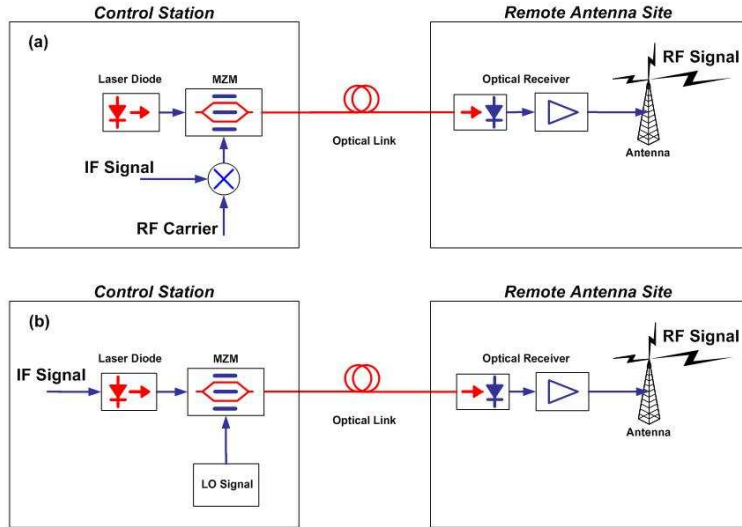 Control Station
Remote Antenna Site
(a)
RF Signal
Laser Diode
MZM
Optical Receiver
Optical Link
Antenna
IF Signal
RF Carrier
Control Station
Remote Antenna Site
(b)
RF Signal
Laser Diode
MZM
Optical Receiver
IF Signal
Optical Link
Antenna
LO Signal